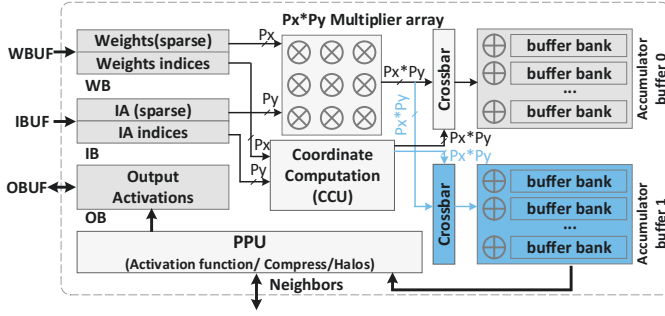 Px*Py Multiplier array
WBUF
Weights(sparse)
Weights indices
WB
Px
IBUF
IA (sparse)
IA indices
IB
Py
Px
Py
OBUF
Output
Activations
OB
Coordinate
Computation
(CCU)
Px*Py
Px*Py
Px*Py
Px*Py
Crossbar
Crossbar
buffer bank
buffer bank
...
buffer bank
Accumulator
buffer 0
buffer bank
buffer bank
...
buffer bank
Accumulator
buffer 1
PPU
(Activation function/ Compress/Halos)
Neighbors